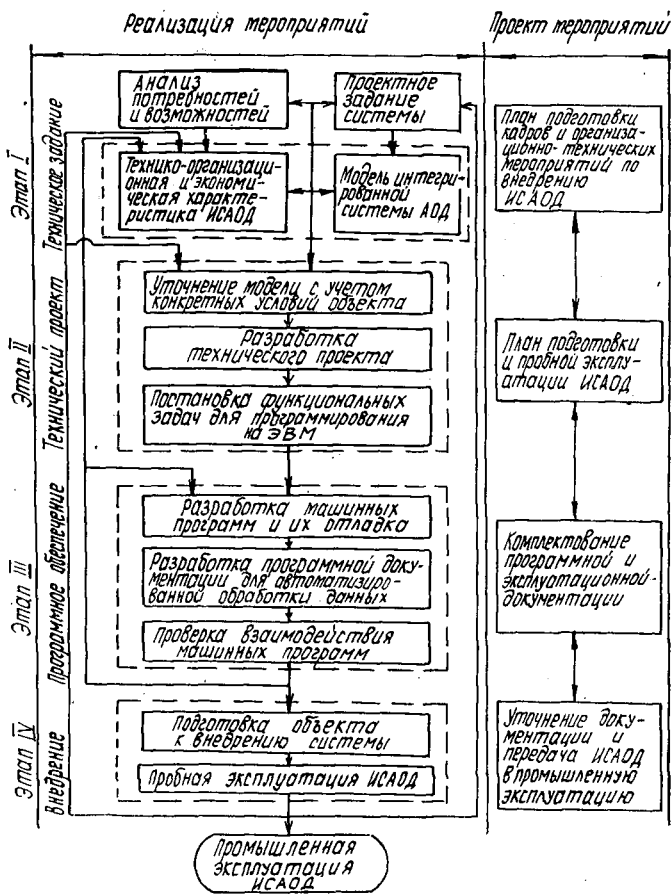 Реализация мероприятий
Проект мероприятий
Этап I
Техническое задание
Анализ
потребностей
и возможностей
Проектное
задание
системы
Технико-организаци-
онная и экономи-
ческая характе-
ристика ИСАОД
Модель интегри-
рованной
системы АОД
План подготовки
кадров и организа-
ционно-технических
мероприятий по
внедрению
ИСАОД
Этап II
Технический проект
Уточнение модели с учетом
конкретных условий объекта
Разработка
технического проекта
Постановка функциональных
задач для программирования
на ЭВМ
План подготовки
и пробной эксплу-
атации ИСАОД
Этап III
Программное обеспечение
Разработка машинных
программ и их отладка
Разработка программной доку-
ментации для автоматизиро-
ванной обработки данных
Проверка взаимодействия
машинных программ
Комплектование
программной и
эксплуатационной
документации
Этап IV
Внедрение
Подготовка объекта
к внедрению системы
Пробная эксплуатация ИСАОД
Уточнение доку-
ментации и
передача ИСАОД
в промышленную
эксплуатацию
Промышленная
эксплуатация
ИСАОД